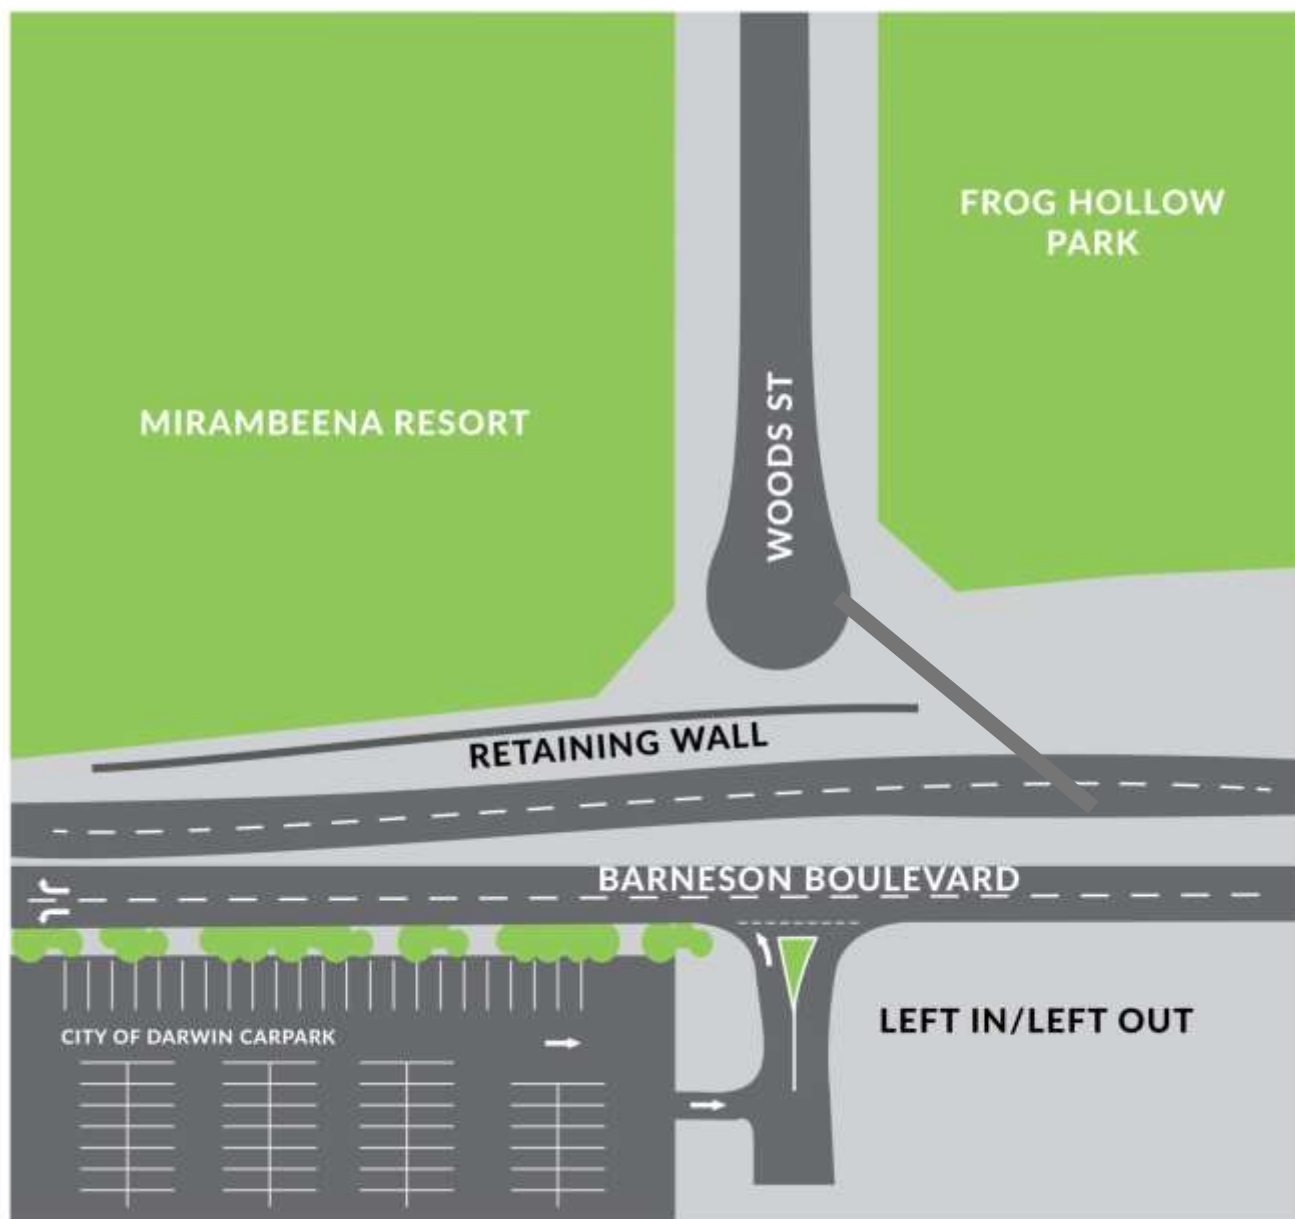 FROG HOLLOW
PARK
MIRAMBEENA RESORT
WOODS ST
RETAINING WALL
BARNESON BOULEVARD
LEFT IN/LEFT OUT
CITY OF DARWIN CARPARK